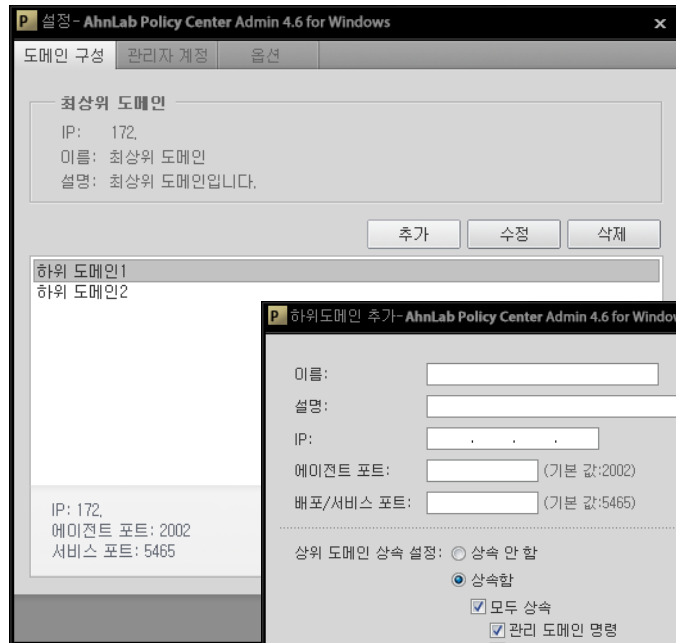 P 설정- AhnLab Policy Center Admin 4.6 for Windows x
도메인 구성 관리자 계정 옵션
최상위 도메인
IP: 172.
이름: 최상위 도메인
설명: 최상위 도메인입니다.
추가 수정 삭제
하위 도메인1
하위 도메인2
IP: 172.
에이전트 포트: 2002
서비스 포트: 5465
P 하위도메인 추가- AhnLab Policy Center Admin 4.6 for Window
이름:
설명:
IP: . . .
에이전트 포트: (기본 값:2002)
배포/서비스 포트: (기본 값:5465)
상위 도메인 상속 설정: 상속 안 함
상속함
모두 상속
관리 도메인 명령